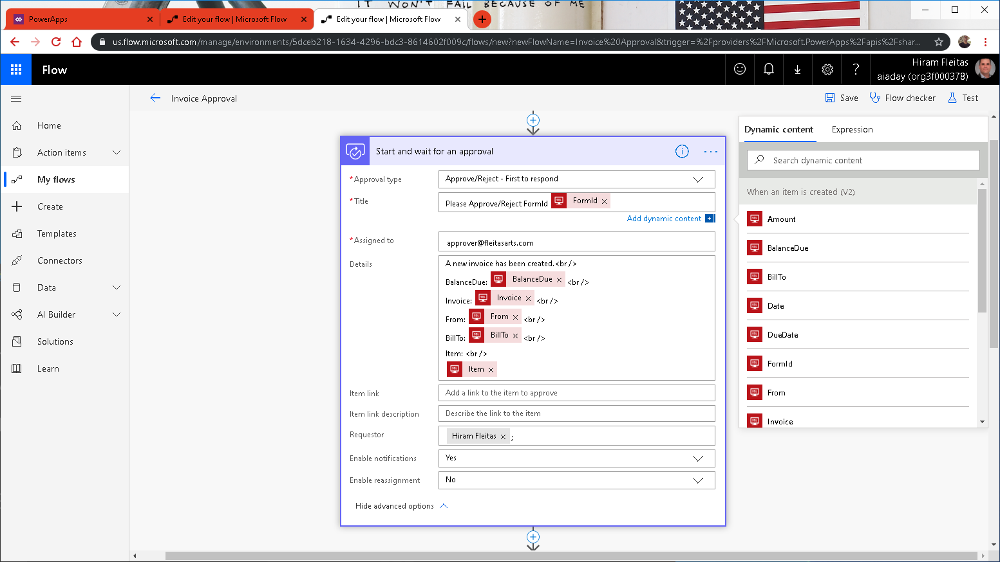 IT WON'T FAIL BECAUSE OF ME
PowerApps
Edit your flow | Microsoft Flow
Edit your flow | Microsoft Flow
us.flow.microsoft.com/manage/environments/5dceb218-1634-4296-bdc3-8614602f009c/flows/new?newFlowName=Invoice%20Approval&trigger=%2Fproviders%2FMicrosoft.PowerApps%2Fapis%2Fshar...
Flow
?
Hiram Fleitas
aiaday (org3f000378)
Invoice Approval
Save
Flow checker
Test
Home
Action items
My flows
Create
Templates
Connectors
Data
AI Builder
Solutions
Learn
Start and wait for an approval
*Approval type
Approve/Reject - First to respond
*Title
Please Approve/Reject FormId FormId
Add dynamic content
*Assigned to
approver@fleitasarts.com
Details
A new invoice has been created.<br/>
BalanceDue: BalanceDue <br/>
Invoice: Invoice <br/>
From: From <br/>
BillTo: BillTo <br/>
Item: <br/>
Item
Item link
Add a link to the item to approve
Item link description
Describe the link to the item
Requestor
Hiram Fleitas ;
Enable notifications
Yes
Enable reassignment
No
Hide advanced options
Dynamic content
Expression
Search dynamic content
When an item is created (V2)
Amount
BalanceDue
BillTo
Date
DueDate
FormId
From
Invoice